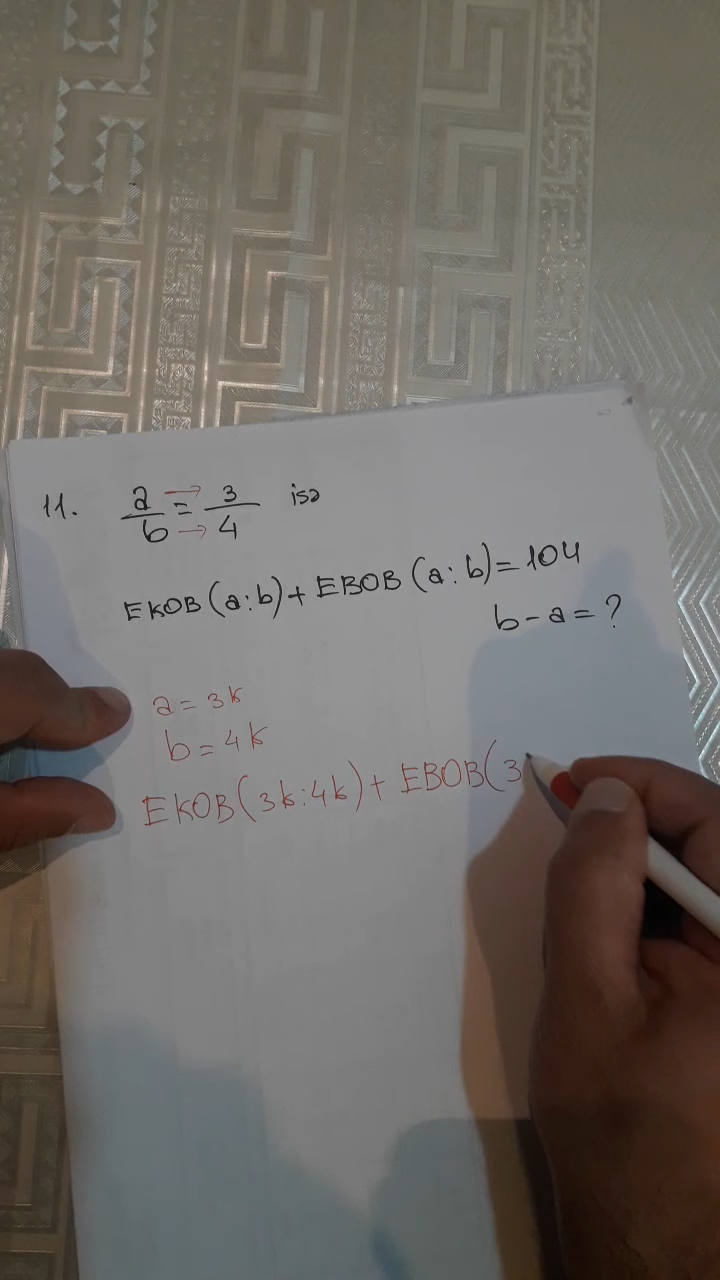 11. a/b = 3/4 isə
EKOB (a:b) + EBOB (a:b) = 104
b - a = ?
a = 3k
b = 4k
EKOB (3k:4k) + EBOB (3